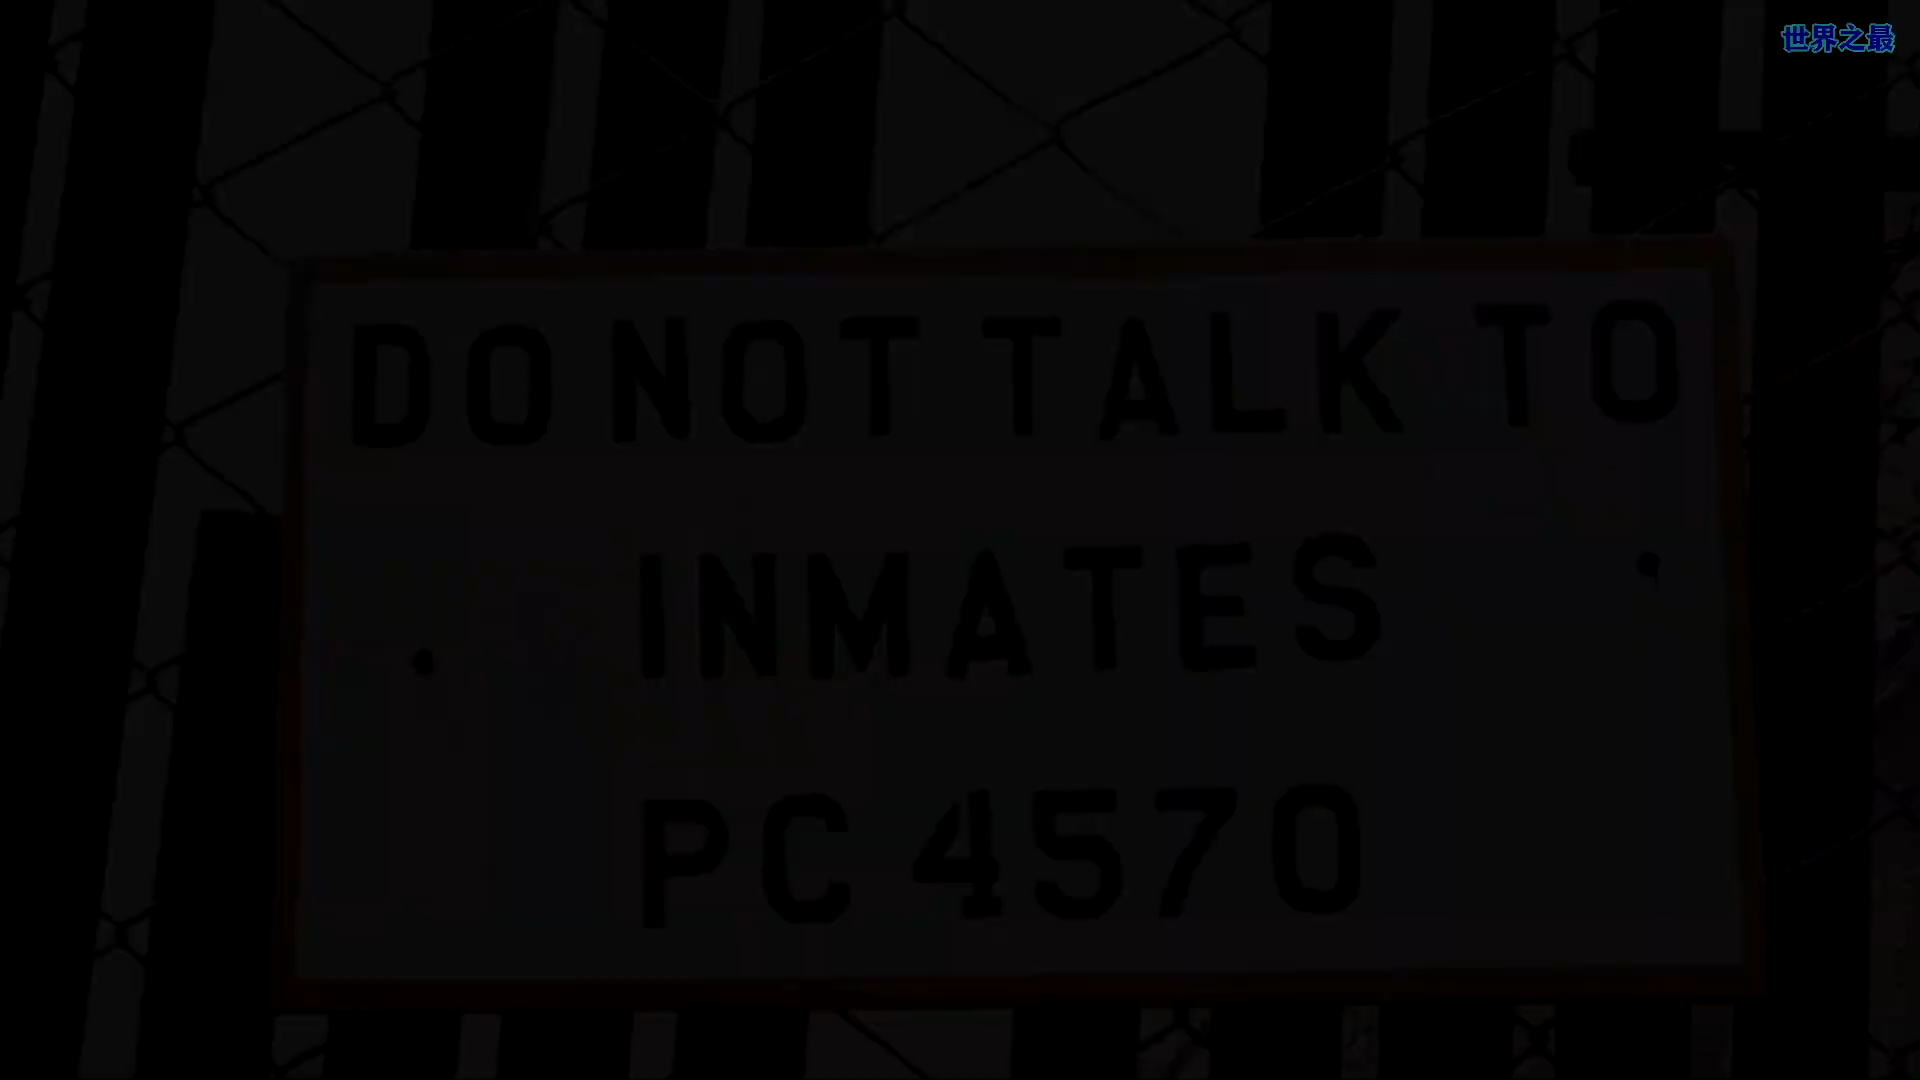 世界之最
DO NOT TALK TO
INMATES
PC 4570